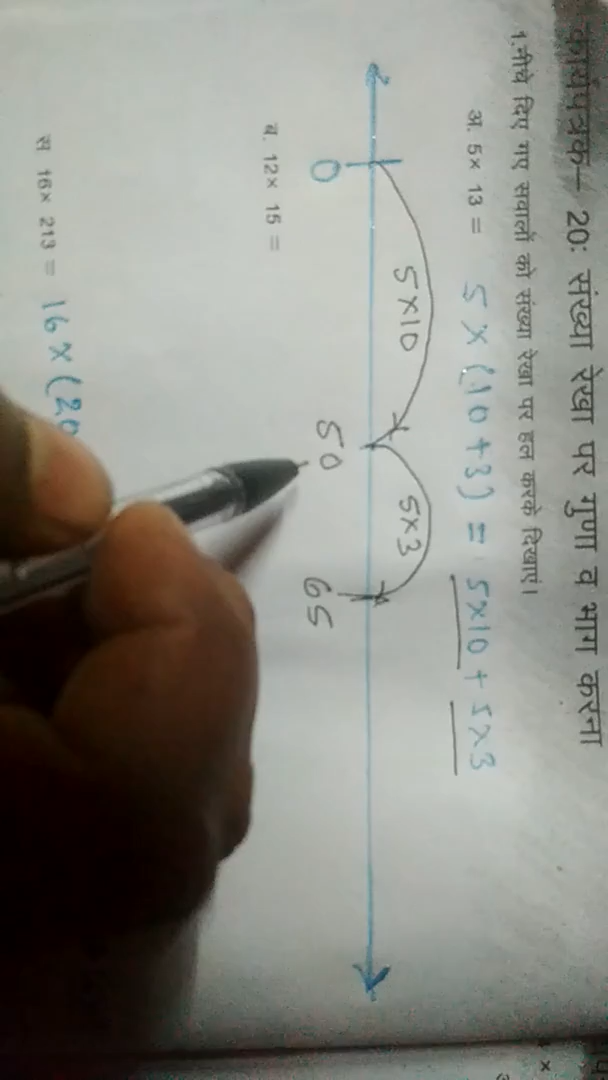 कार्यपत्रक– 20: संख्या रेखा पर गुणा व भाग करना
1.नीचे दिए गए सवालों को संख्या रेखा पर हल करके दिखाएं।
अ. 5× 13 = 5 × (10+3) = 5×10 + 5×3
5×10 5×3
0 50 65
ब. 12× 15 =
स. 16× 213 = 16 × (20